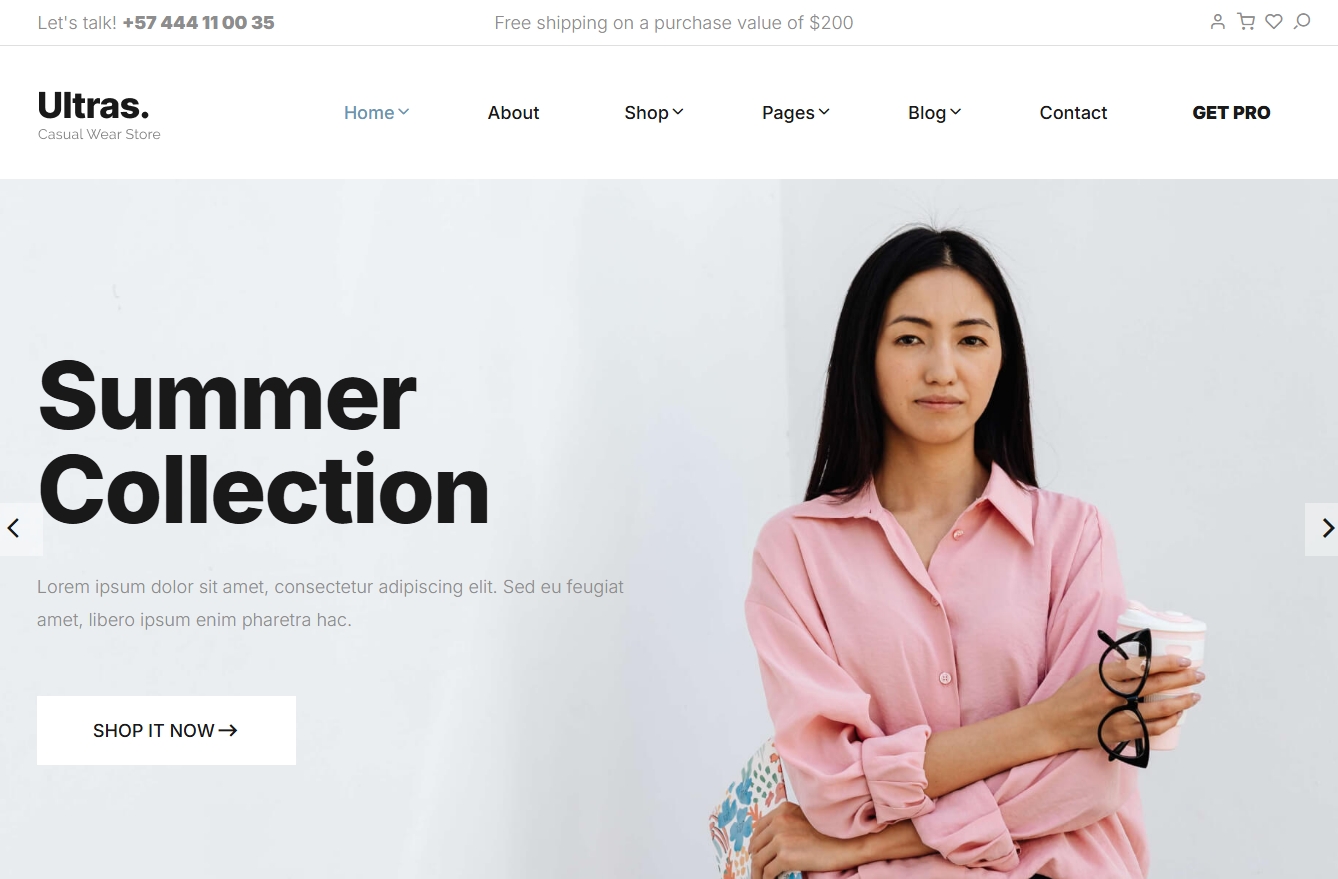 Let's talk! +57 444 11 00 35
Free shipping on a purchase value of $200
Ultras.
Casual Wear Store
Home
About
Shop
Pages
Blog
Contact
GET PRO
Summer
Collection
Lorem ipsum dolor sit amet, consectetur adipiscing elit. Sed eu feugiat
amet, libero ipsum enim pharetra hac.
SHOP IT NOW